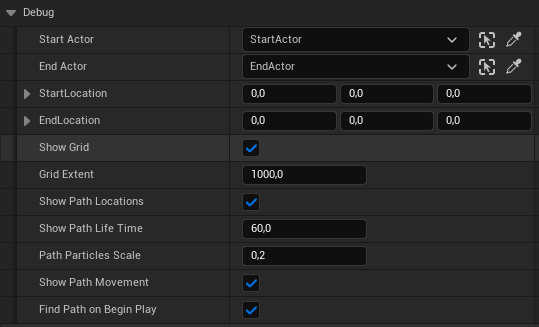 Debug
Start Actor StartActor
End Actor EndActor
StartLocation 0,0 0,0 0,0
EndLocation 0,0 0,0 0,0
Show Grid
Grid Extent 1000,0
Show Path Locations
Show Path Life Time 60,0
Path Particles Scale 0,2
Show Path Movement
Find Path on Begin Play